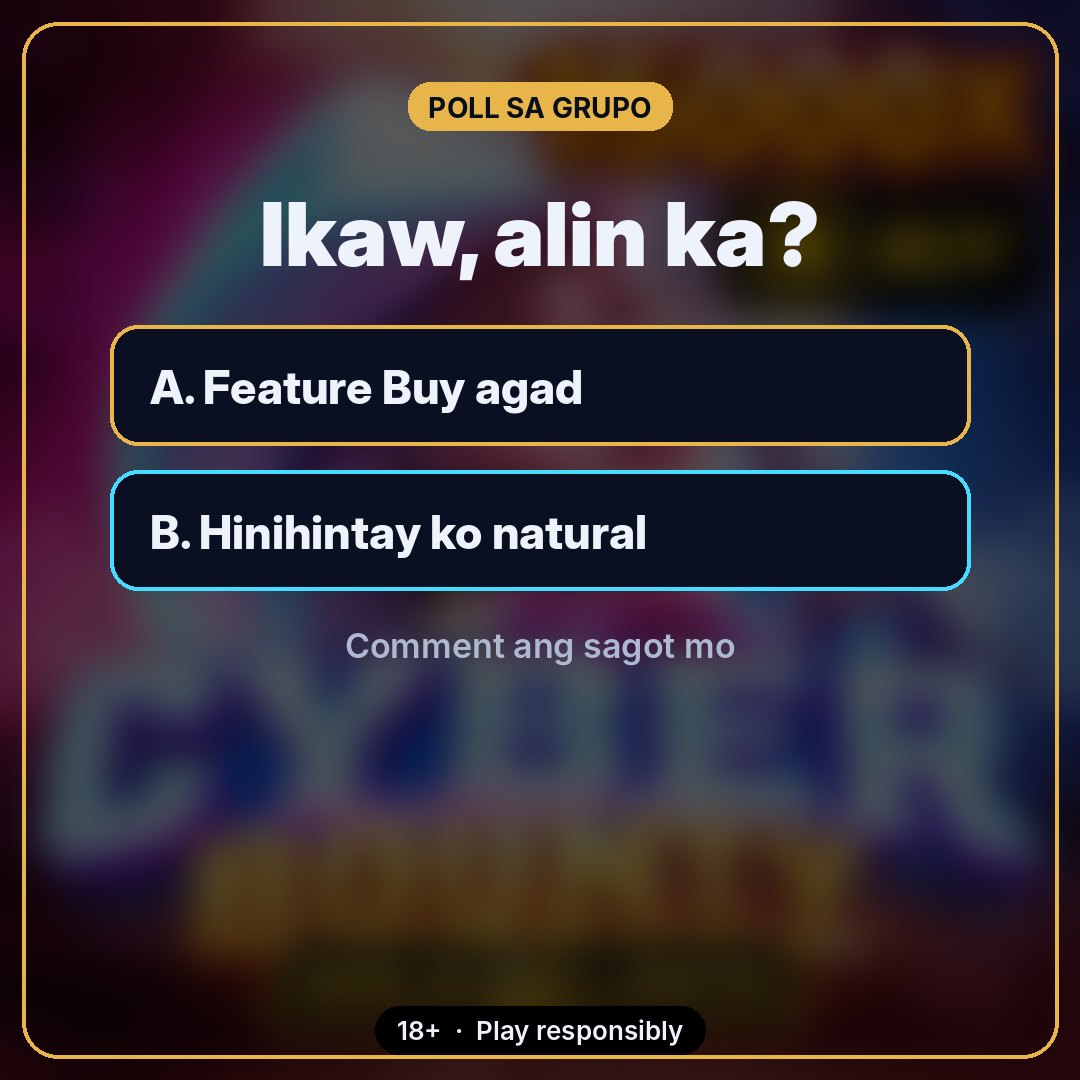 POLL SA GRUPO
Ikaw, alin ka?
A. Feature Buy agad
B. Hinihintay ko natural
Comment ang sagot mo
CYBER
18+ · Play responsibly